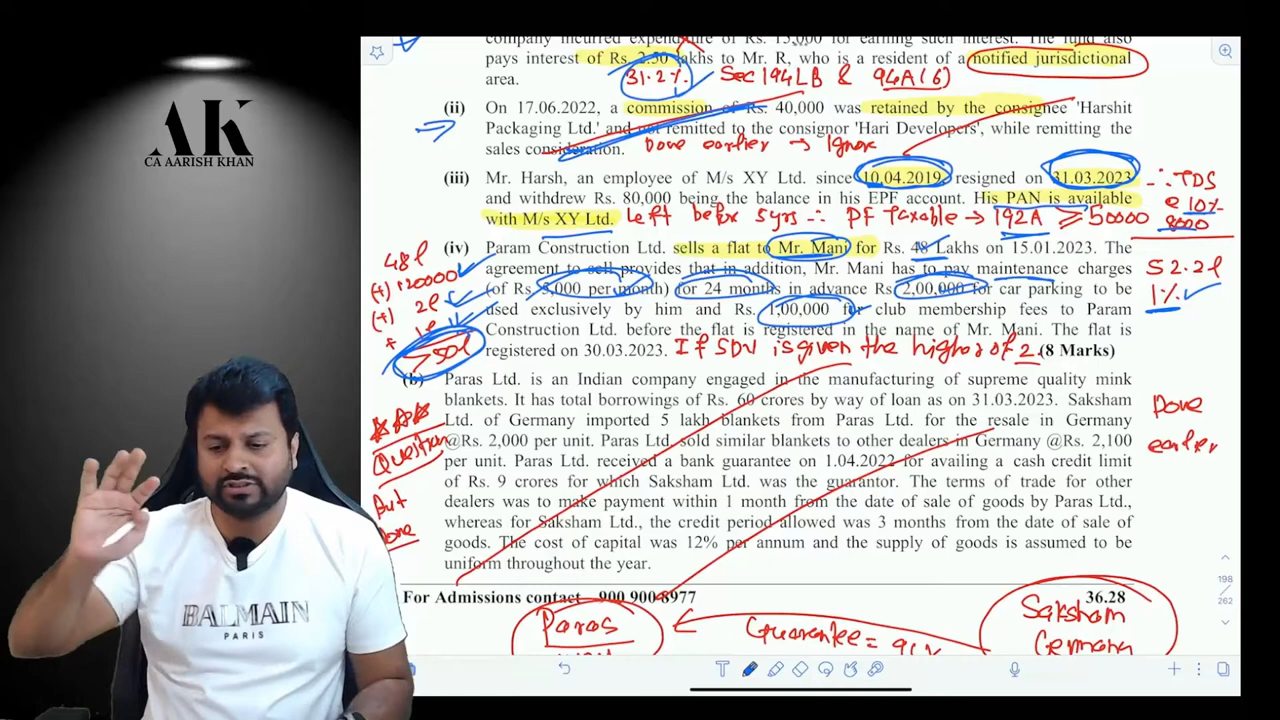 AK
CA AARISH KHAN
company incurred expenditure of Rs. 15,000 for earning such interest. The fund also
pays interest of Rs. 2.50 lakhs to Mr. R, who is a resident of a notified jurisdictional
area.
31.2%
Sec 194LB & 94A(6)
(ii) On 17.06.2022, a commission of Rs. 40,000 was retained by the consignee 'Harshit
Packaging Ltd.' and not remitted to the consignor 'Hari Developers', while remitting the
sales consideration.
Done earlier → Ignore
(iii) Mr. Harsh, an employee of M/s XY Ltd. since 10.04.2019, resigned on 31.03.2023
and withdrew Rs. 80,000 being the balance in his EPF account. His PAN is available
with M/s XY Ltd.
Left before 5yrs ∴ PF Taxable → 192A ≥ 50000
∴ TDS
@ 10%
8000
(iv) Param Construction Ltd. sells a flat to Mr. Mani for Rs. 48 Lakhs on 15.01.2023. The
agreement to sell provides that in addition, Mr. Mani has to pay maintenance charges
(of Rs. 5,000 per month) for 24 months in advance Rs. 2,00,000 for car parking to be
used exclusively by him and Rs. 1,00,000 for club membership fees to Param
Construction Ltd. before the flat is registered in the name of Mr. Mani. The flat is
registered on 30.03.2023.
If SDV is given the higher of 2.
(8 Marks)
48l
(+) 120000
(+) 2l
+ 1l
> 50l
52.2l
1%
(b) Paras Ltd. is an Indian company engaged in the manufacturing of supreme quality mink
blankets. It has total borrowings of Rs. 60 crores by way of loan as on 31.03.2023. Saksham
Ltd. of Germany imported 5 lakh blankets from Paras Ltd. for the resale in Germany
@Rs. 2,000 per unit. Paras Ltd. sold similar blankets to other dealers in Germany @Rs. 2,100
per unit. Paras Ltd. received a bank guarantee on 1.04.2022 for availing a cash credit limit
of Rs. 9 crores for which Saksham Ltd. was the guarantor. The terms of trade for other
dealers was to make payment within 1 month from the date of sale of goods by Paras Ltd.,
whereas for Saksham Ltd., the credit period allowed was 3 months from the date of sale of
goods. The cost of capital was 12% per annum and the supply of goods is assumed to be
uniform throughout the year.
Question
But
Done
Done
earlier
For Admissions contact 900 900 8977 36.28
198
262
Paras
Guarantee =
Saksham
Germany
BALMAIN
PARIS